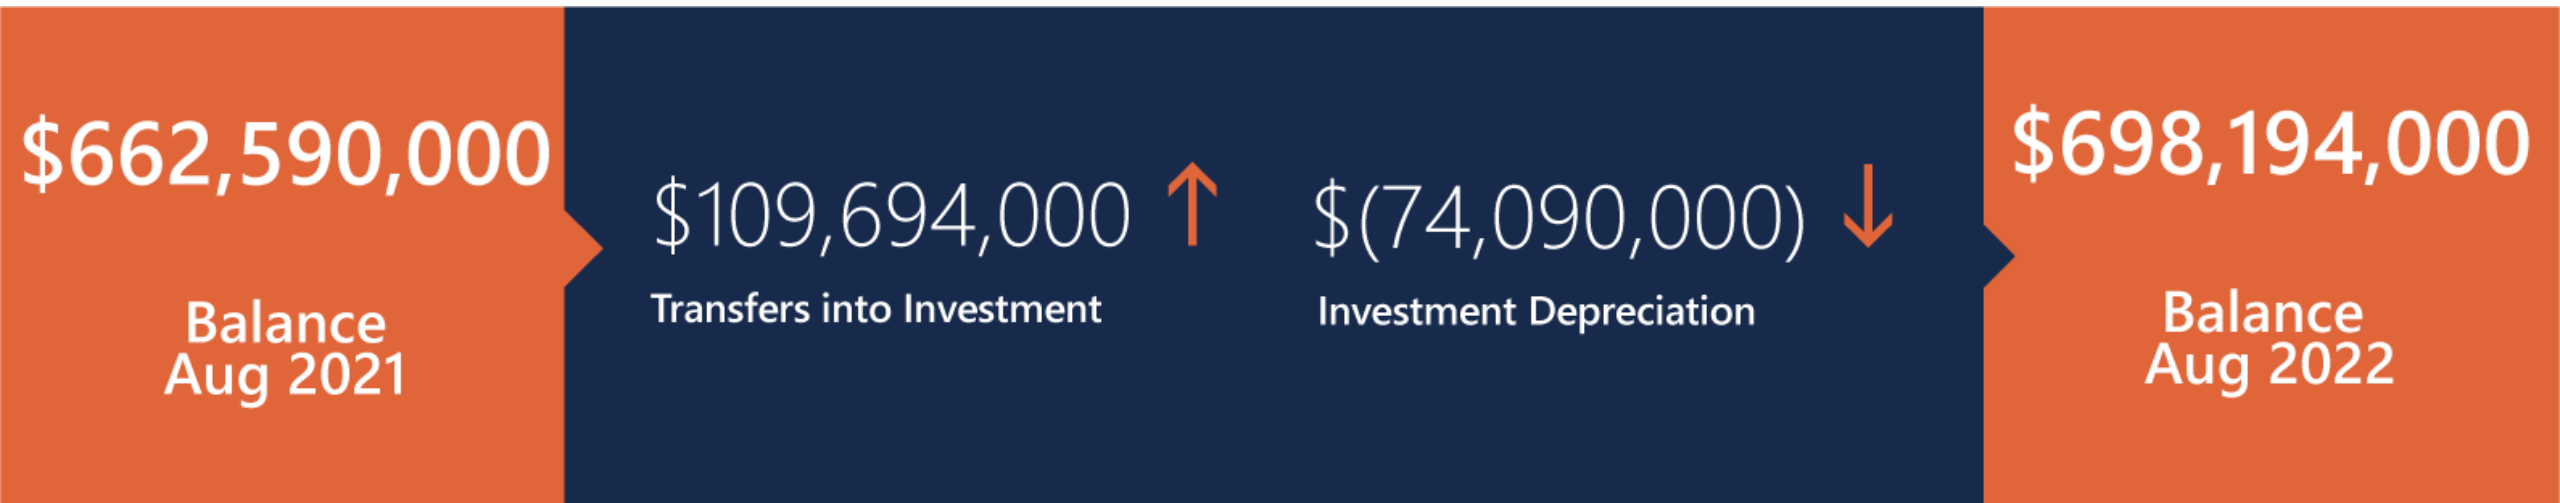 $662,590,000
Balance
Aug 2021
$109,694,000
Transfers into Investment
$(74,090,000)
Investment Depreciation
$698,194,000
Balance
Aug 2022